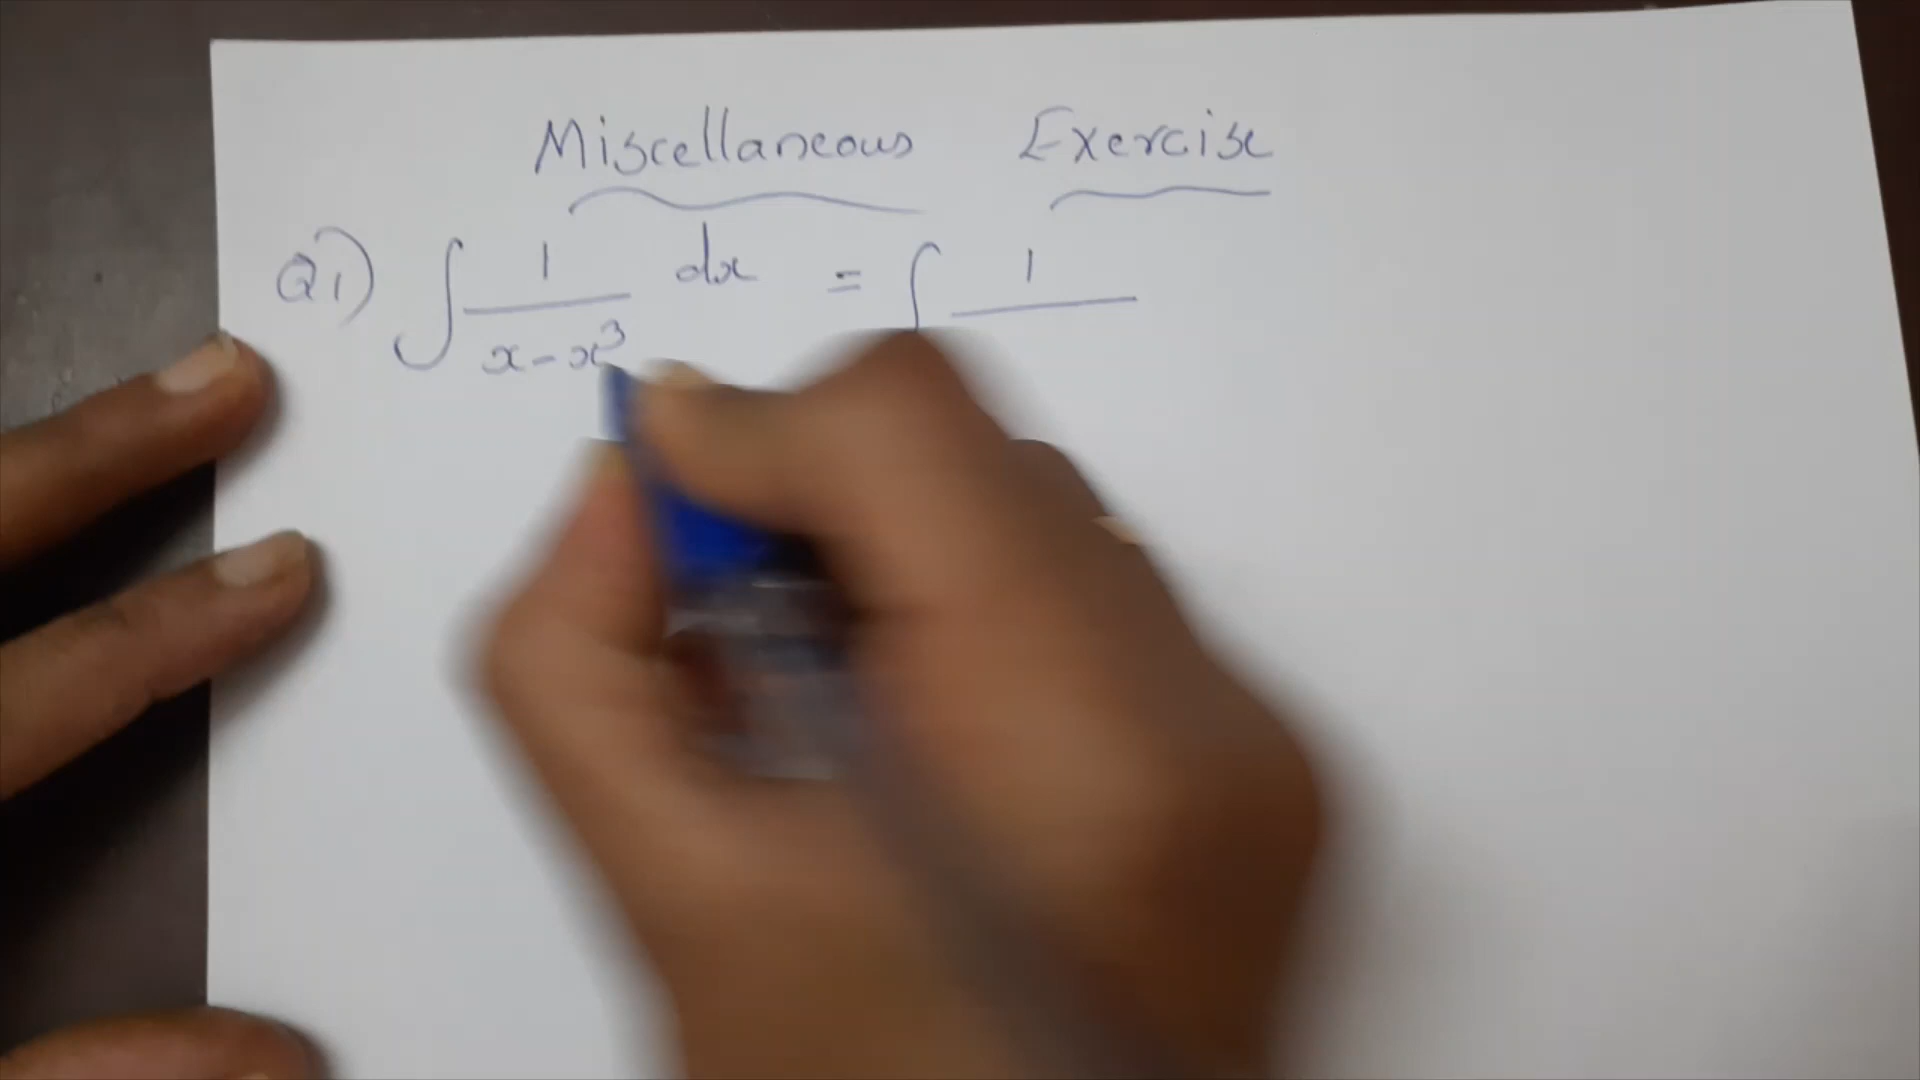 Miscellaneous Exercise
Q1) ∫ 1/(x-x³) dx = ∫ 1/